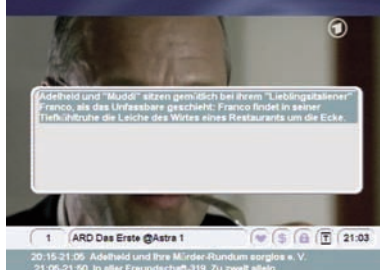 Adelheid und "Muddi" sitzen gemütlich bei ihrem "Lieblingsitaliener"
Franco, als das Unfassbare geschieht: Franco findet in seiner
Tiefkühltruhe die Leiche des Wirtes eines Restaurants um die Ecke.
1 ARD Das Erste @Astra 1 $ T 21:03
20:15-21:05 Adelheid und ihre Mörder-Rundum sorglos e. V.
21:05-21:50 In aller Freundschaft-319. Zu zweit allein